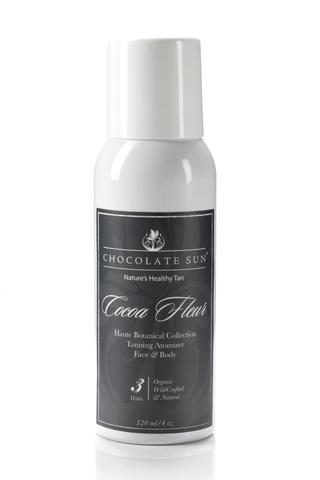 CHOCOLATE SUN®
Nature's Healthy Tan
Cocoa Fleur
Haute Botanical Collection
Tanning Atomizer
Face & Body
3
Organic
WildCrafted
& Natural
120 ml/4 oz